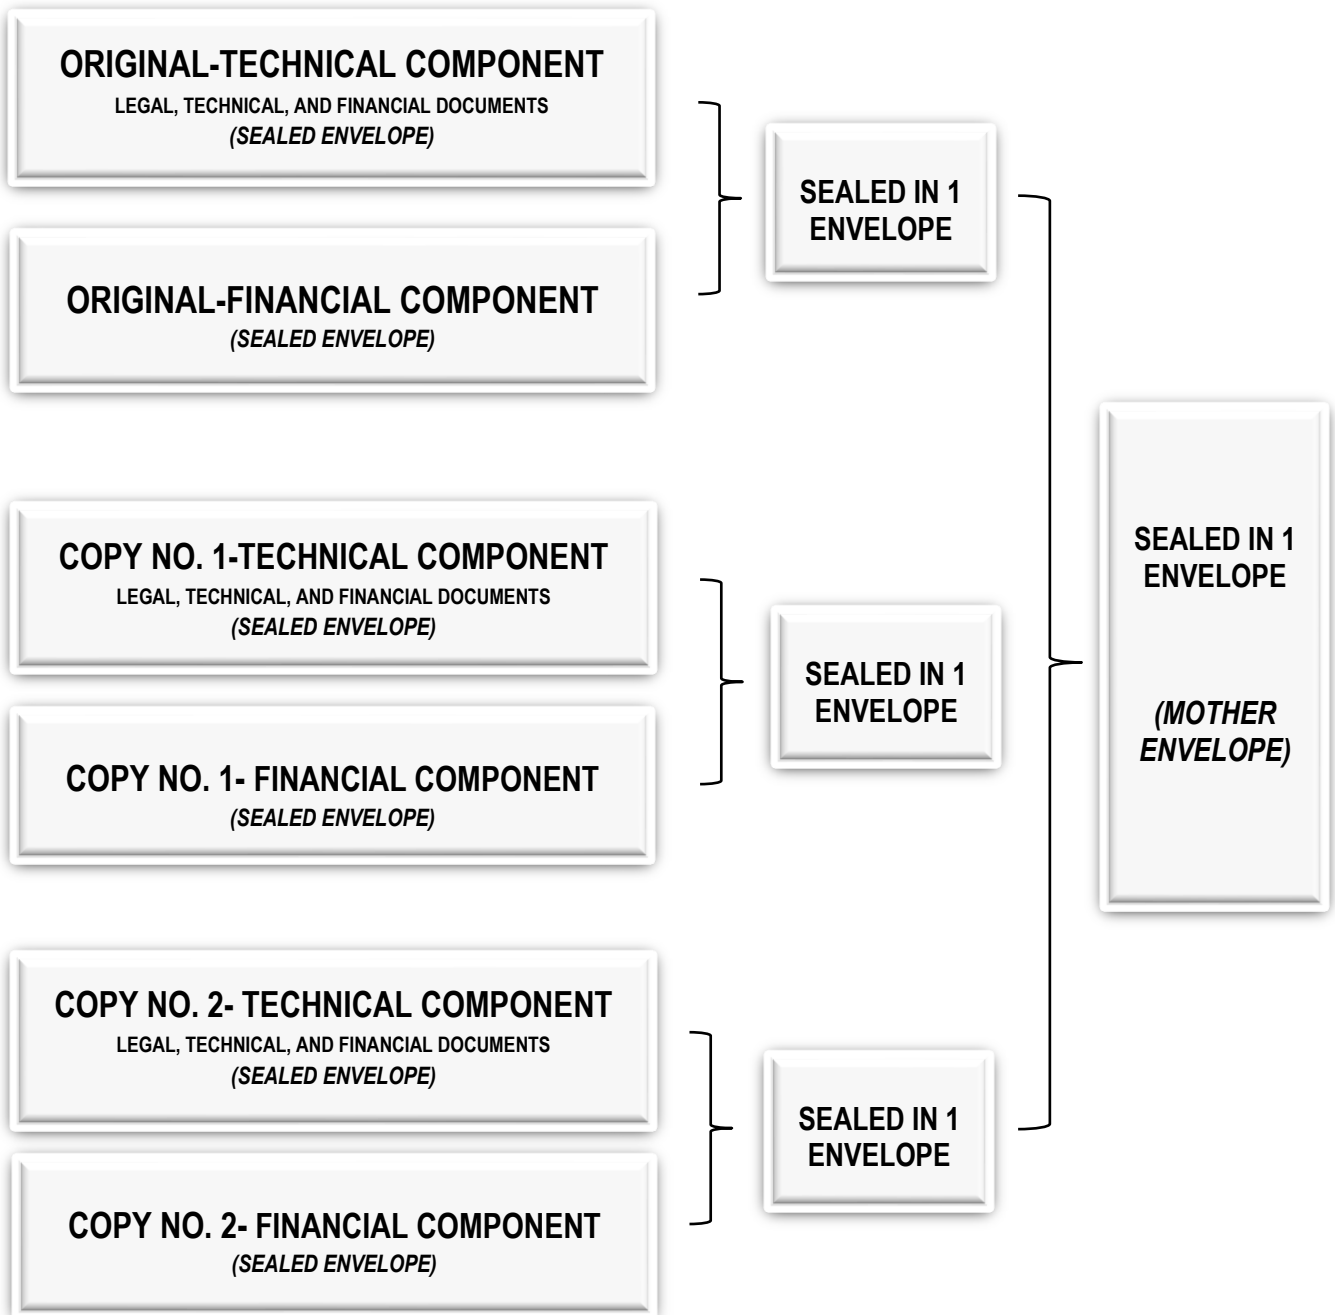 ORIGINAL-TECHNICAL COMPONENT
LEGAL, TECHNICAL, AND FINANCIAL DOCUMENTS
(SEALED ENVELOPE)
ORIGINAL-FINANCIAL COMPONENT
(SEALED ENVELOPE)
SEALED IN 1
ENVELOPE
COPY NO. 1-TECHNICAL COMPONENT
LEGAL, TECHNICAL, AND FINANCIAL DOCUMENTS
(SEALED ENVELOPE)
COPY NO. 1- FINANCIAL COMPONENT
(SEALED ENVELOPE)
SEALED IN 1
ENVELOPE
COPY NO. 2- TECHNICAL COMPONENT
LEGAL, TECHNICAL, AND FINANCIAL DOCUMENTS
(SEALED ENVELOPE)
COPY NO. 2- FINANCIAL COMPONENT
(SEALED ENVELOPE)
SEALED IN 1
ENVELOPE
SEALED IN 1
ENVELOPE
(MOTHER
ENVELOPE)